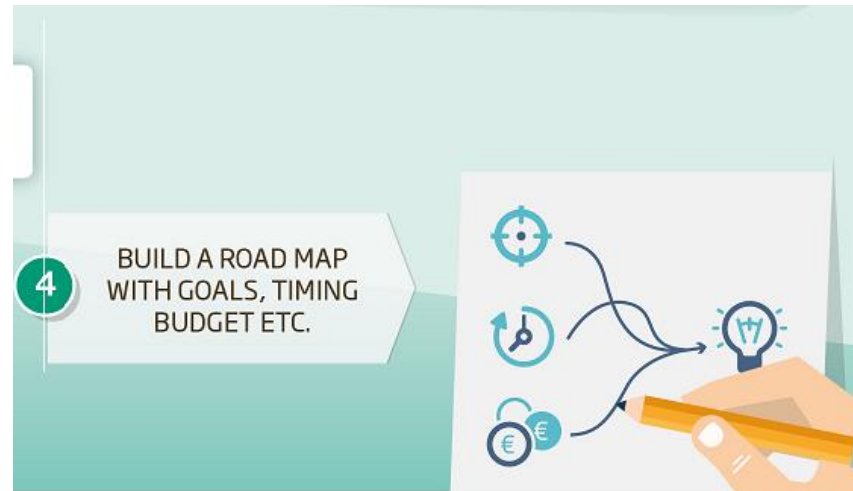 4
BUILD A ROAD MAP
WITH GOALS, TIMING
BUDGET ETC.
€
€